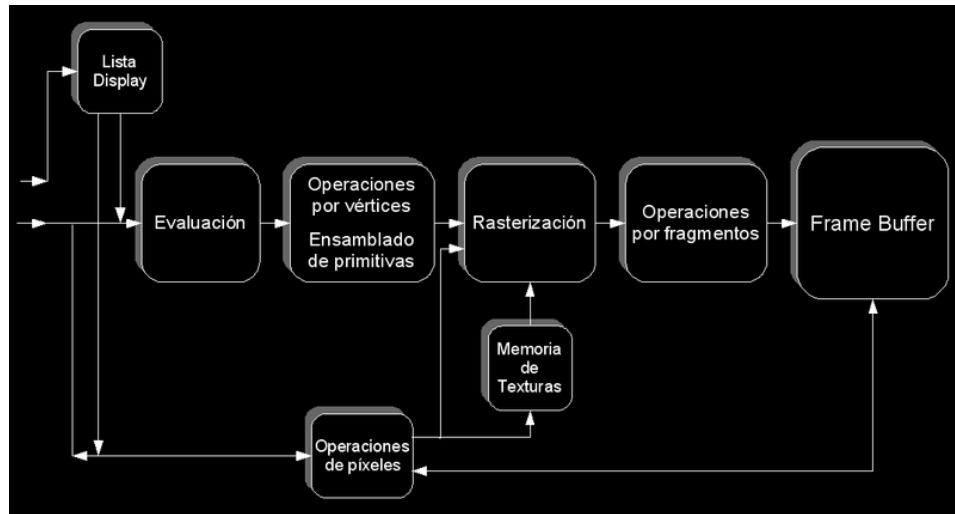 Lista
Display
Evaluación
Operaciones
por vértices
Ensamblado
de primitivas
Rasterización
Operaciones
por fragmentos
Frame Buffer
Memoria
de
Texturas
Operaciones
de píxeles